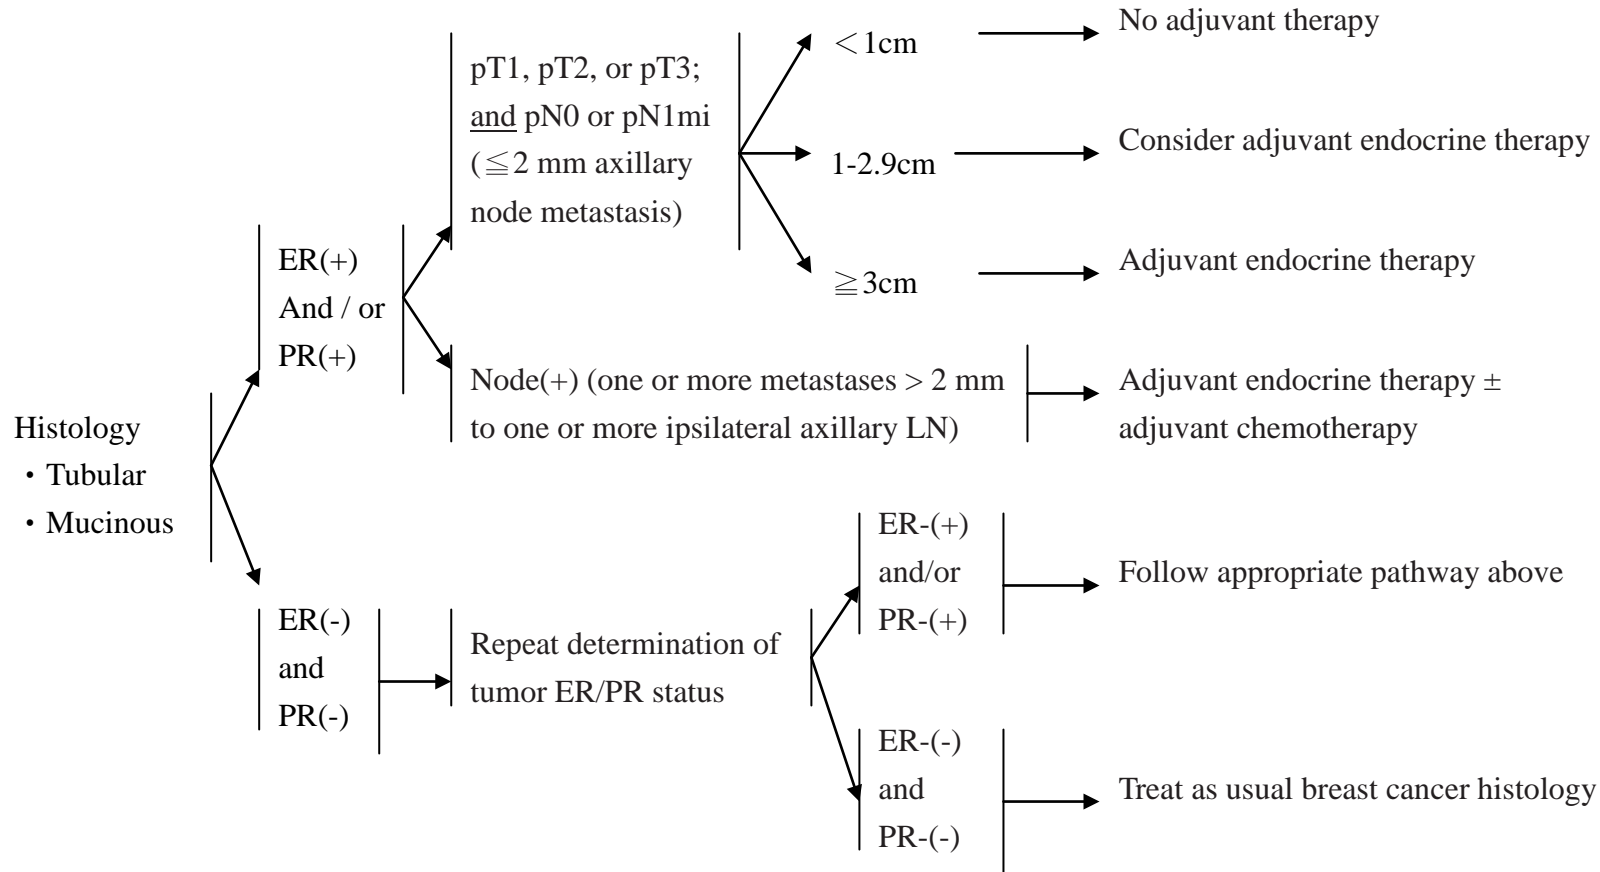 Histology
・Tubular
・Mucinous
ER(+)
And / or
PR(+)
pT1, pT2, or pT3;
and pN0 or pN1mi
(≦2 mm axillary
node metastasis)
＜1cm
No adjuvant therapy
1-2.9cm
Consider adjuvant endocrine therapy
≧3cm
Adjuvant endocrine therapy
Node(+) (one or more metastases > 2 mm
to one or more ipsilateral axillary LN)
Adjuvant endocrine therapy ±
adjuvant chemotherapy
ER(-)
and
PR(-)
Repeat determination of
tumor ER/PR status
ER-(+)
and/or
PR-(+)
Follow appropriate pathway above
ER-(-)
and
PR-(-)
Treat as usual breast cancer histology